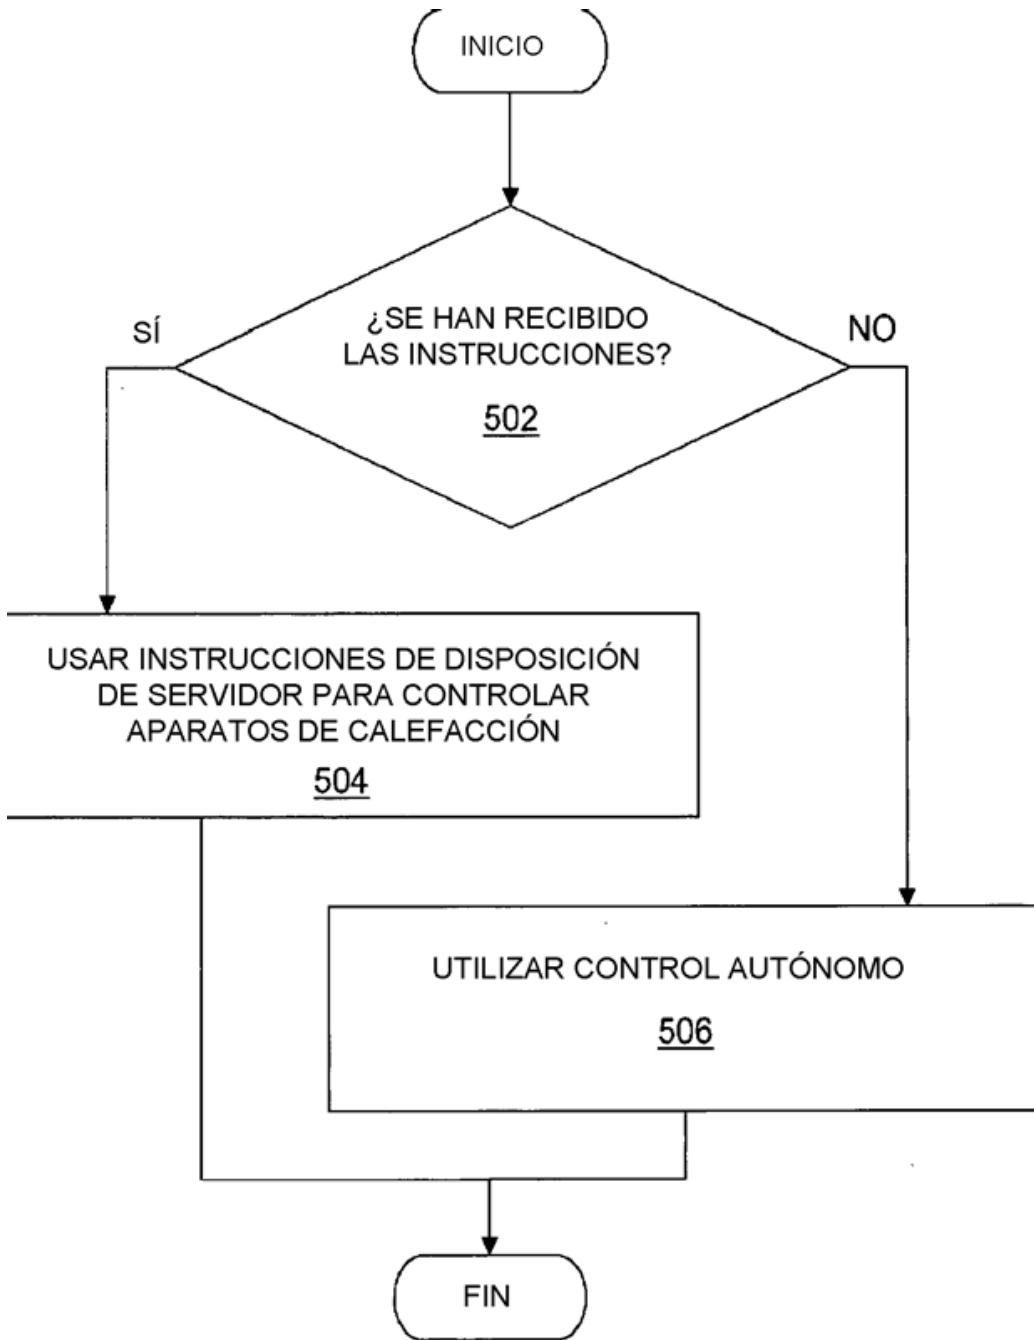 INICIO
¿SE HAN RECIBIDO
LAS INSTRUCCIONES?
502
SÍ
NO
USAR INSTRUCCIONES DE DISPOSICIÓN
DE SERVIDOR PARA CONTROLAR
APARATOS DE CALEFACCIÓN
504
UTILIZAR CONTROL AUTÓNOMO
506
FIN